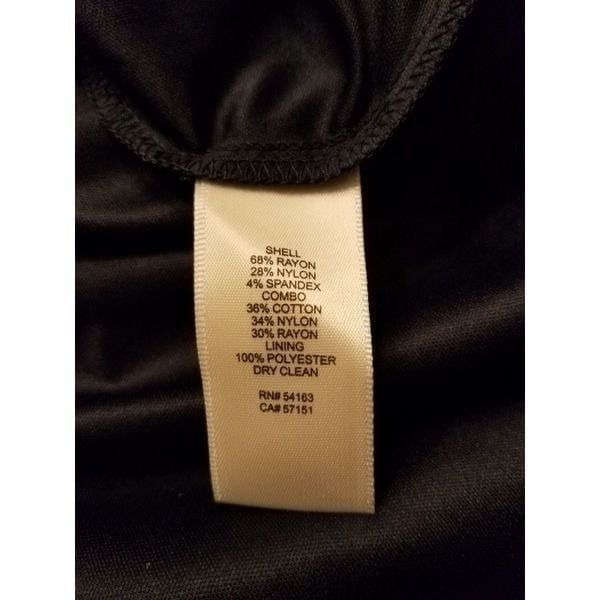 SHELL
68% RAYON
28% NYLON
4% SPANDEX
COMBO
36% COTTON
34% NYLON
30% RAYON
LINING
100% POLYESTER
DRY CLEAN
RN# 54163
CA# 57151